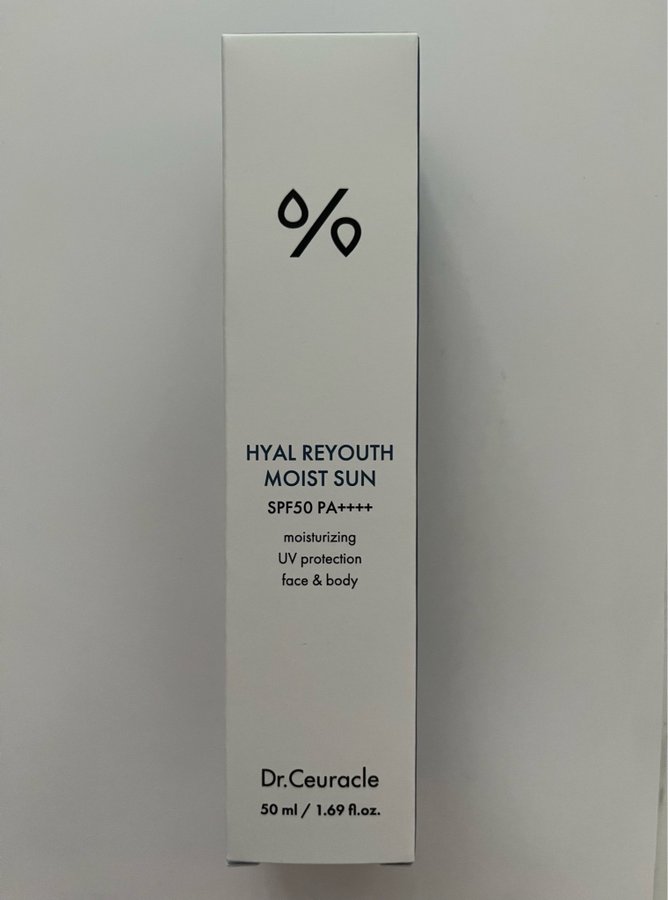 HYAL REYOUTH
MOIST SUN
SPF50 PA++++
moisturizing
UV protection
face & body
Dr.Ceuracle
50 ml / 1.69 fl.oz.